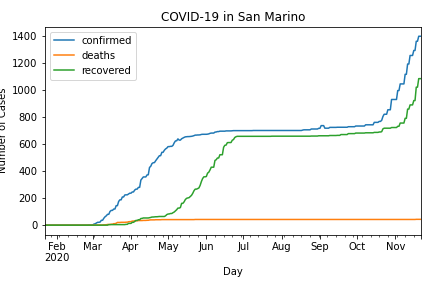 COVID-19 in San Marino
confirmed
deaths
recovered
1400
1200
1000
800
600
400
200
0
Number of Cases
Feb Mar Apr May Jun Jul Aug Sep Oct Nov
2020
Day